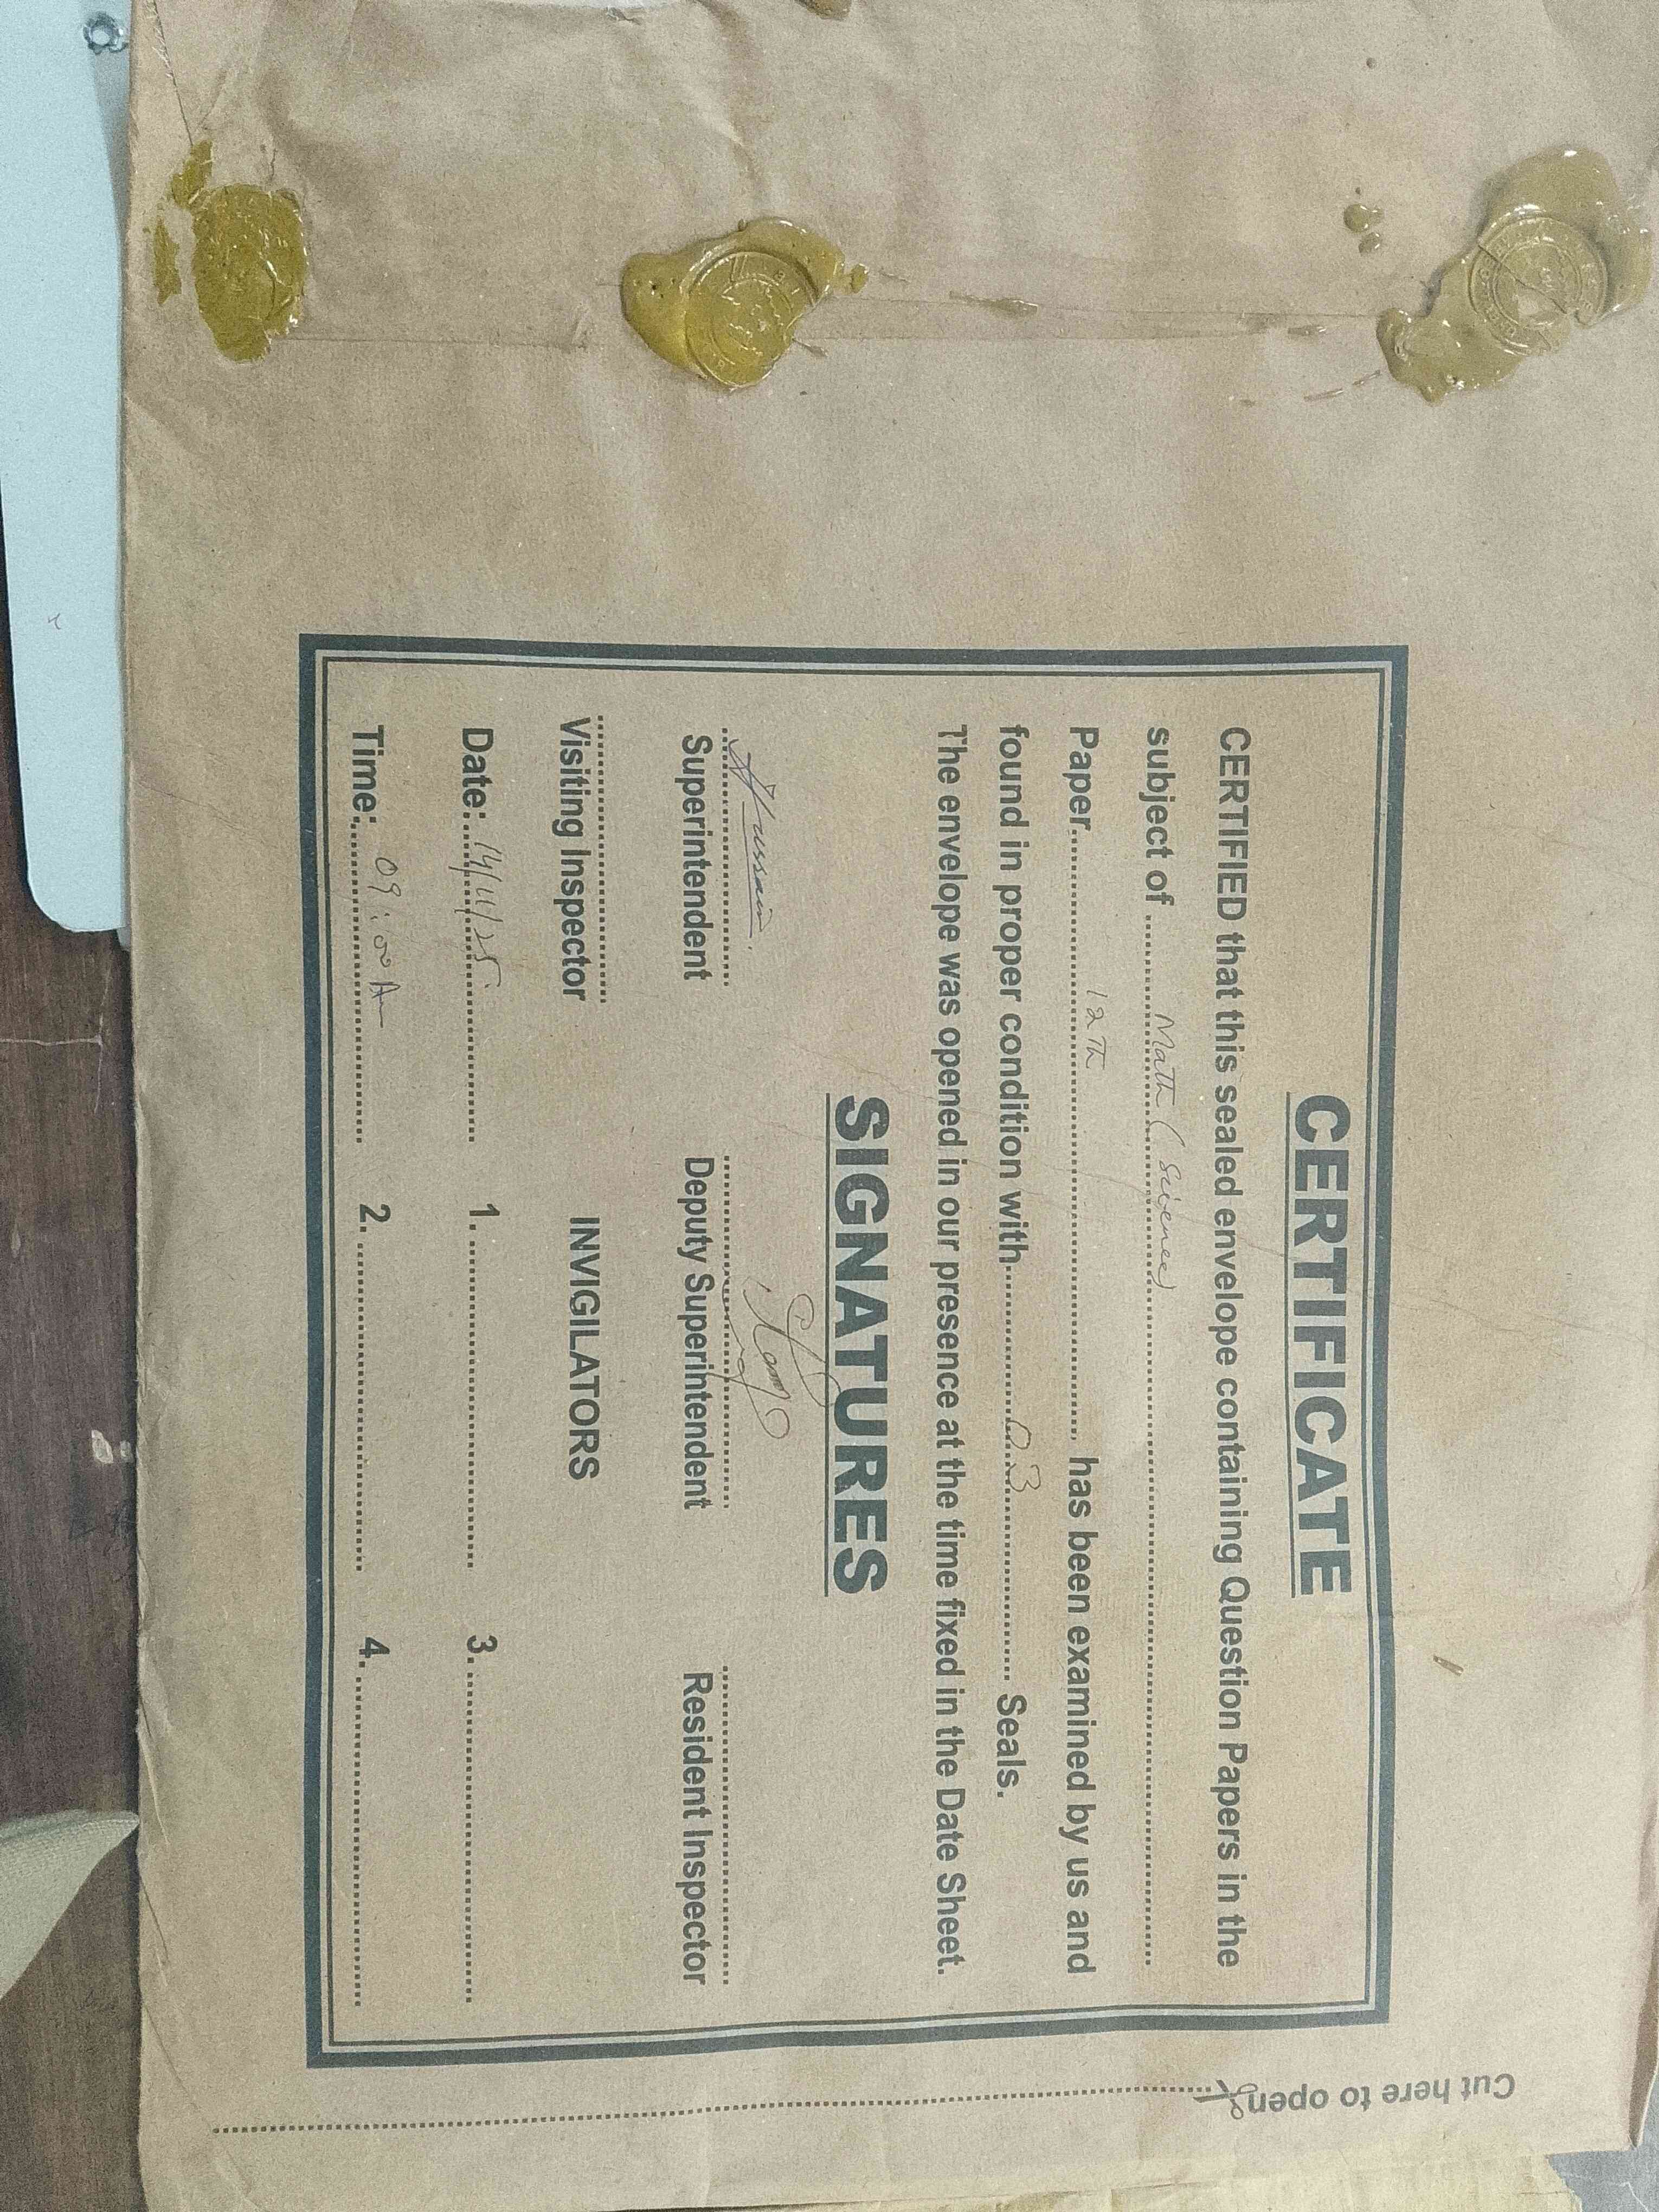 CERTIFICATE
CERTIFIED that this sealed envelope containing Question Papers in the
subject of ..... Math (science) .....
Paper ..... 12th ....., has been examined by us and
found in proper condition with ..... 03 ..... Seals.
The envelope was opened in our presence at the time fixed in the Date Sheet.
SIGNATURES
Hussain
Superintendent Deputy Superintendent Resident Inspector
Visiting Inspector INVIGILATORS
Date: 14/11/25 1. ..... 3. .....
Time: 09:00 Am 2. ..... 4. .....
Cut here to open